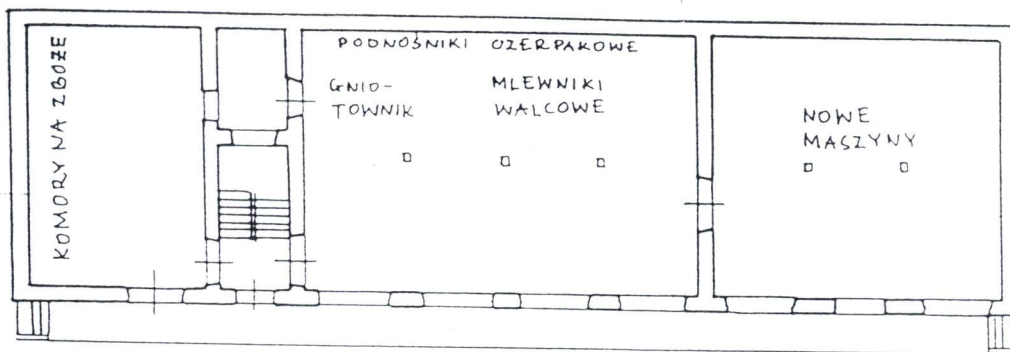 KOMORY NA ZBOŻE
PODNOŚNIKI CZERPAKOWE
GNIO-
TOWNIK
MLEWNIKI
WALCOWE
NOWE
MASZYNY